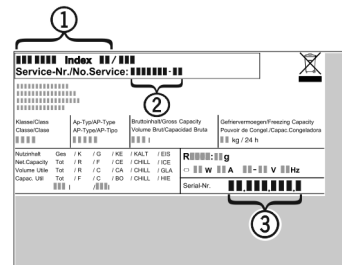 1
Index /
Service-Nr./No.Service: -
2
Klasse/Class
Classe/Clase
Ap-Typ/AP-Type
AP-Type/AP-Tipo
Bruttoinhalt/Gross Capacity
Volume Brut/Capacidad Bruta
Gefriervermoegen/Freezing Capacity
Pouvoir de Congel./Capac.Congeladora
kg / 24 h
Nutzinhalt Ges / K / G / KE / KALT / EIS
Net.Capacity Tot / R / F / CE / CHILL / ICE
Volume Utile Tot / R / C / CA / CHILL / GLA
Capac. Util Tot / F / C / BO / CHILL / HIE
R : g
W A - V Hz
Serial-Nr.
3